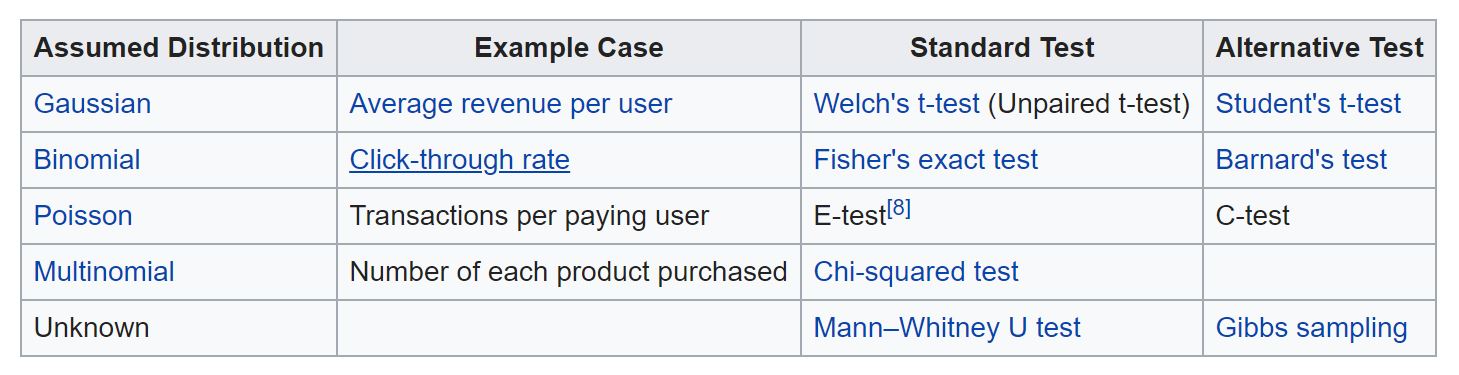 Assumed Distribution Example Case Standard Test Alternative Test
Gaussian Average revenue per user Welch's t-test (Unpaired t-test) Student's t-test
Binomial Click-through rate Fisher's exact test Barnard's test
Poisson Transactions per paying user E-test[8] C-test
Multinomial Number of each product purchased Chi-squared test
Unknown Mann–Whitney U test Gibbs sampling